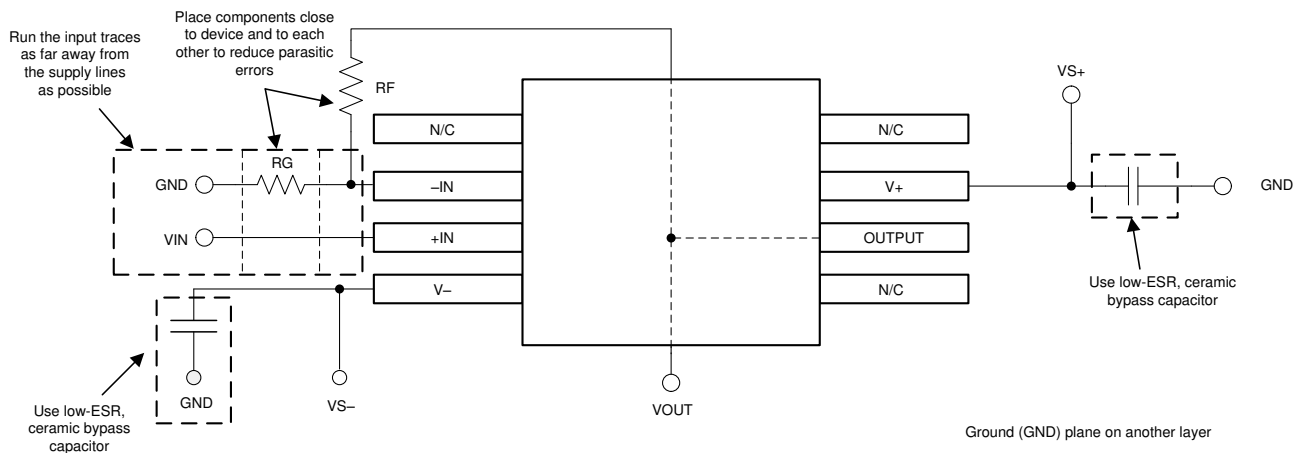 Run the input traces
as far away from
the supply lines
as possible
Place components close
to device and to each
other to reduce parasitic
errors
RF
VS+
N/C
N/C
RG
GND
–IN
V+
GND
VIN
+IN
OUTPUT
V–
N/C
Use low-ESR, ceramic
bypass capacitor
GND
VS–
VOUT
Use low-ESR,
ceramic bypass
capacitor
Ground (GND) plane on another layer